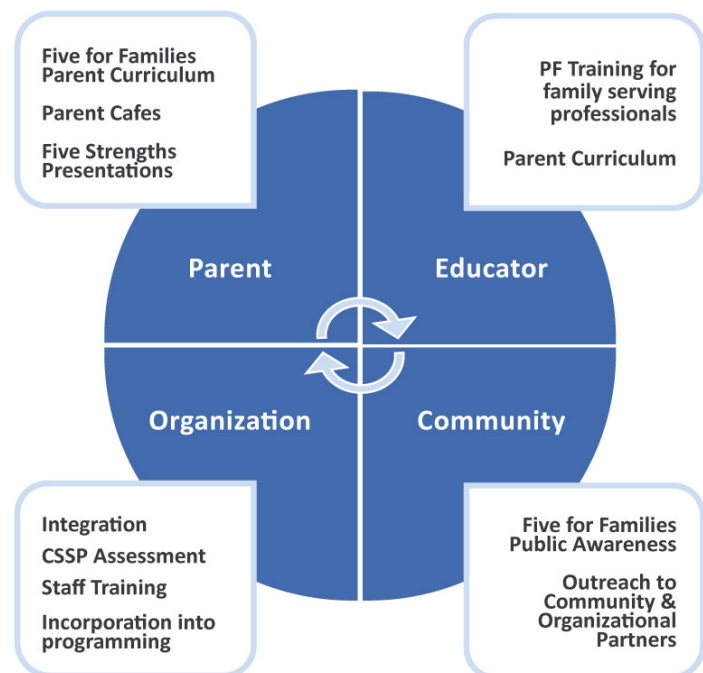 Five for Families
Parent Curriculum
Parent Cafes
Five Strengths
Presentations
PF Training for
family serving
professionals
Parent Curriculum
Parent
Educator
Organization
Community
Integration
CSSP Assessment
Staff Training
Incorporation into
programming
Five for Families
Public Awareness
Outreach to
Community &
Organizational
Partners